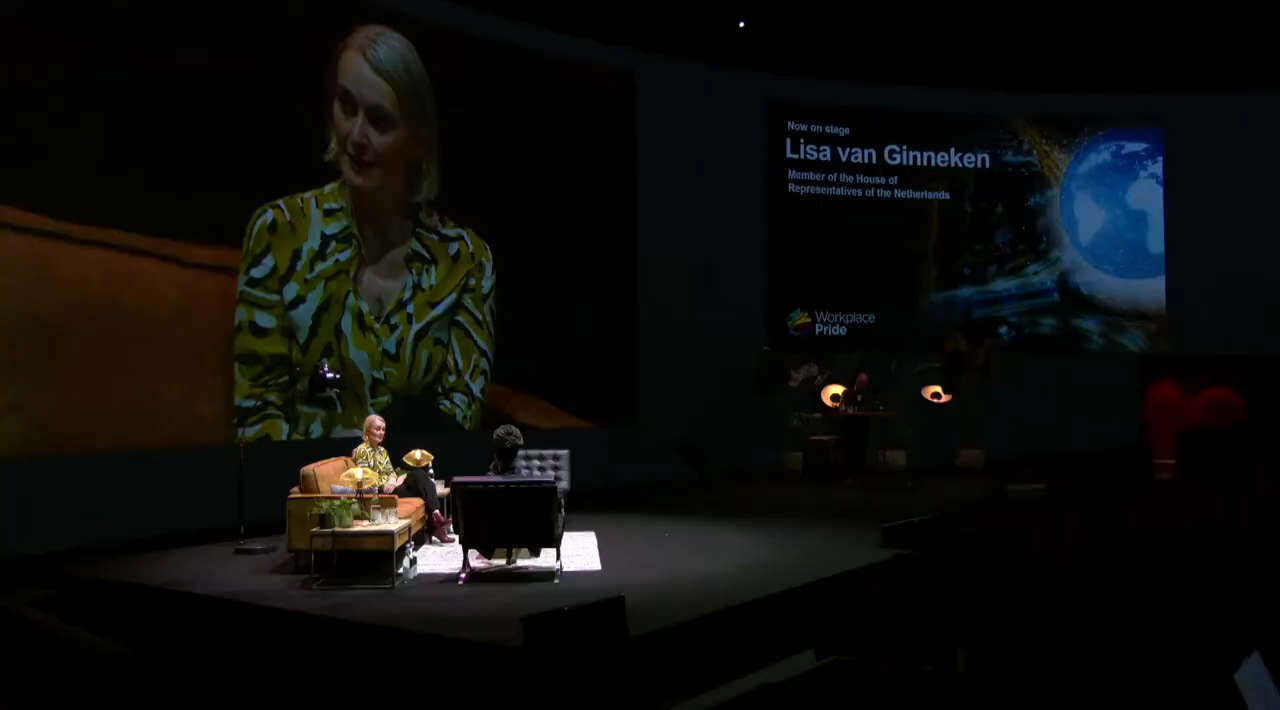 Now on stage
Lisa van Ginneken
Member of the House of
Representatives of the Netherlands
Workplace
Pride